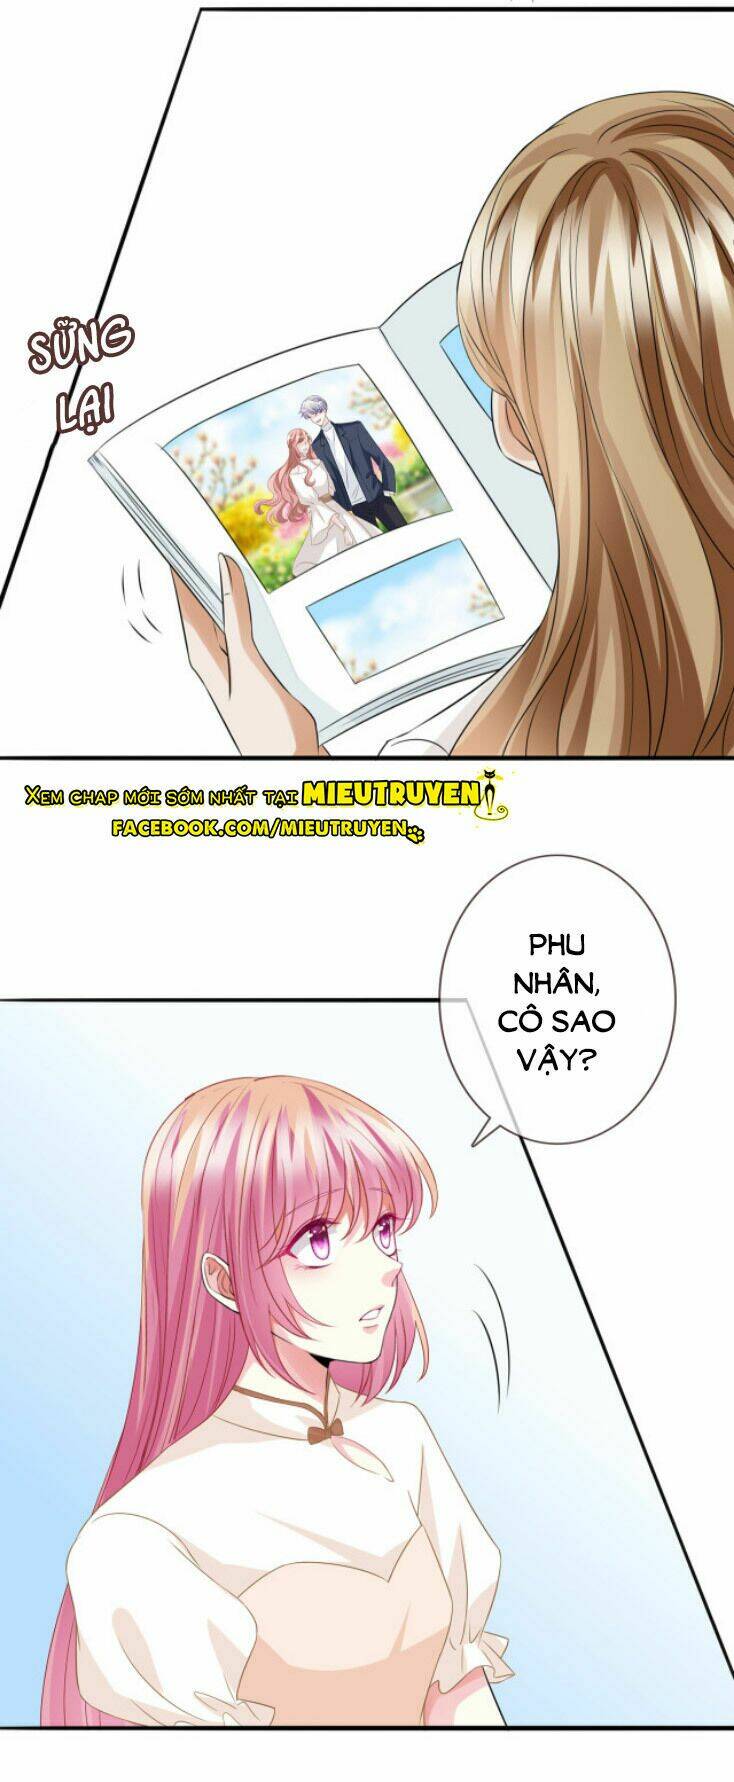 SỮNG
LẠI
XEM CHAP MỚI SỚM NHẤT TẠI MIEUTRUYEN
FACEBOOK.COM/MIEUTRUYEN
PHU
NHÂN,
CÔ SAO
VẬY?